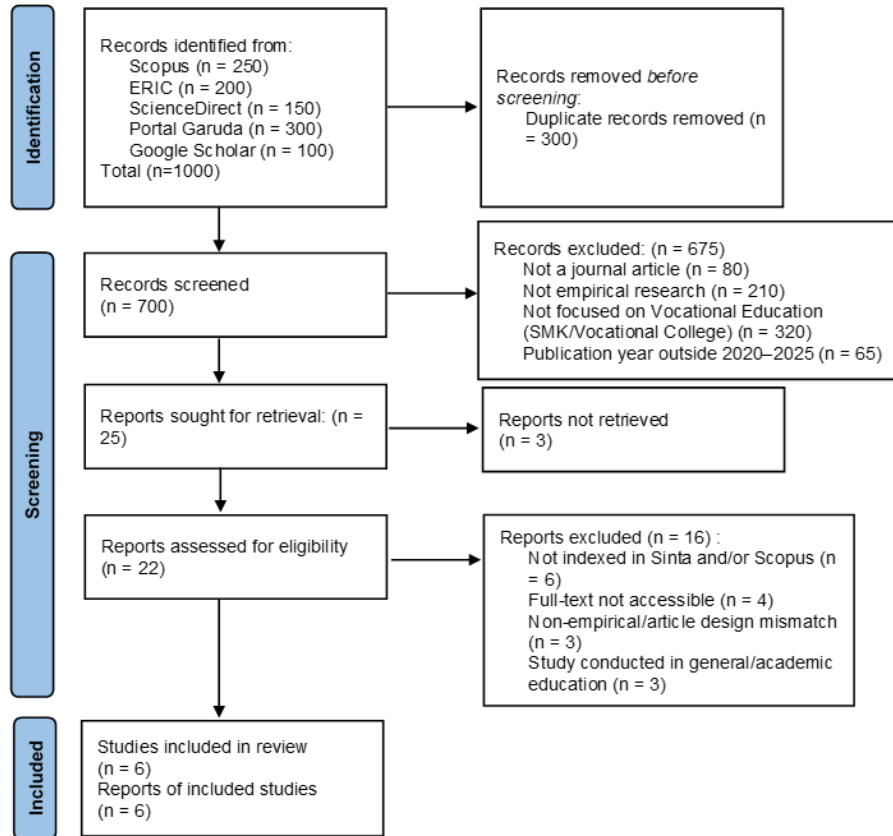 Identification
Records identified from:
Scopus (n = 250)
ERIC (n = 200)
ScienceDirect (n = 150)
Portal Garuda (n = 300)
Google Scholar (n = 100)
Total (n=1000)
Records removed before
screening:
Duplicate records removed (n
= 300)
Screening
Records screened
(n = 700)
Records excluded: (n = 675)
Not a journal article (n = 80)
Not empirical research (n = 210)
Not focused on Vocational Education
(SMK/Vocational College) (n = 320)
Publication year outside 2020–2025 (n = 65)
Reports sought for retrieval: (n =
25)
Reports not retrieved
(n = 3)
Reports assessed for eligibility
(n = 22)
Reports excluded (n = 16) :
Not indexed in Sinta and/or Scopus (n
= 6)
Full-text not accessible (n = 4)
Non-empirical/article design mismatch
(n = 3)
Study conducted in general/academic
education (n = 3)
Included
Studies included in review
(n = 6)
Reports of included studies
(n = 6)